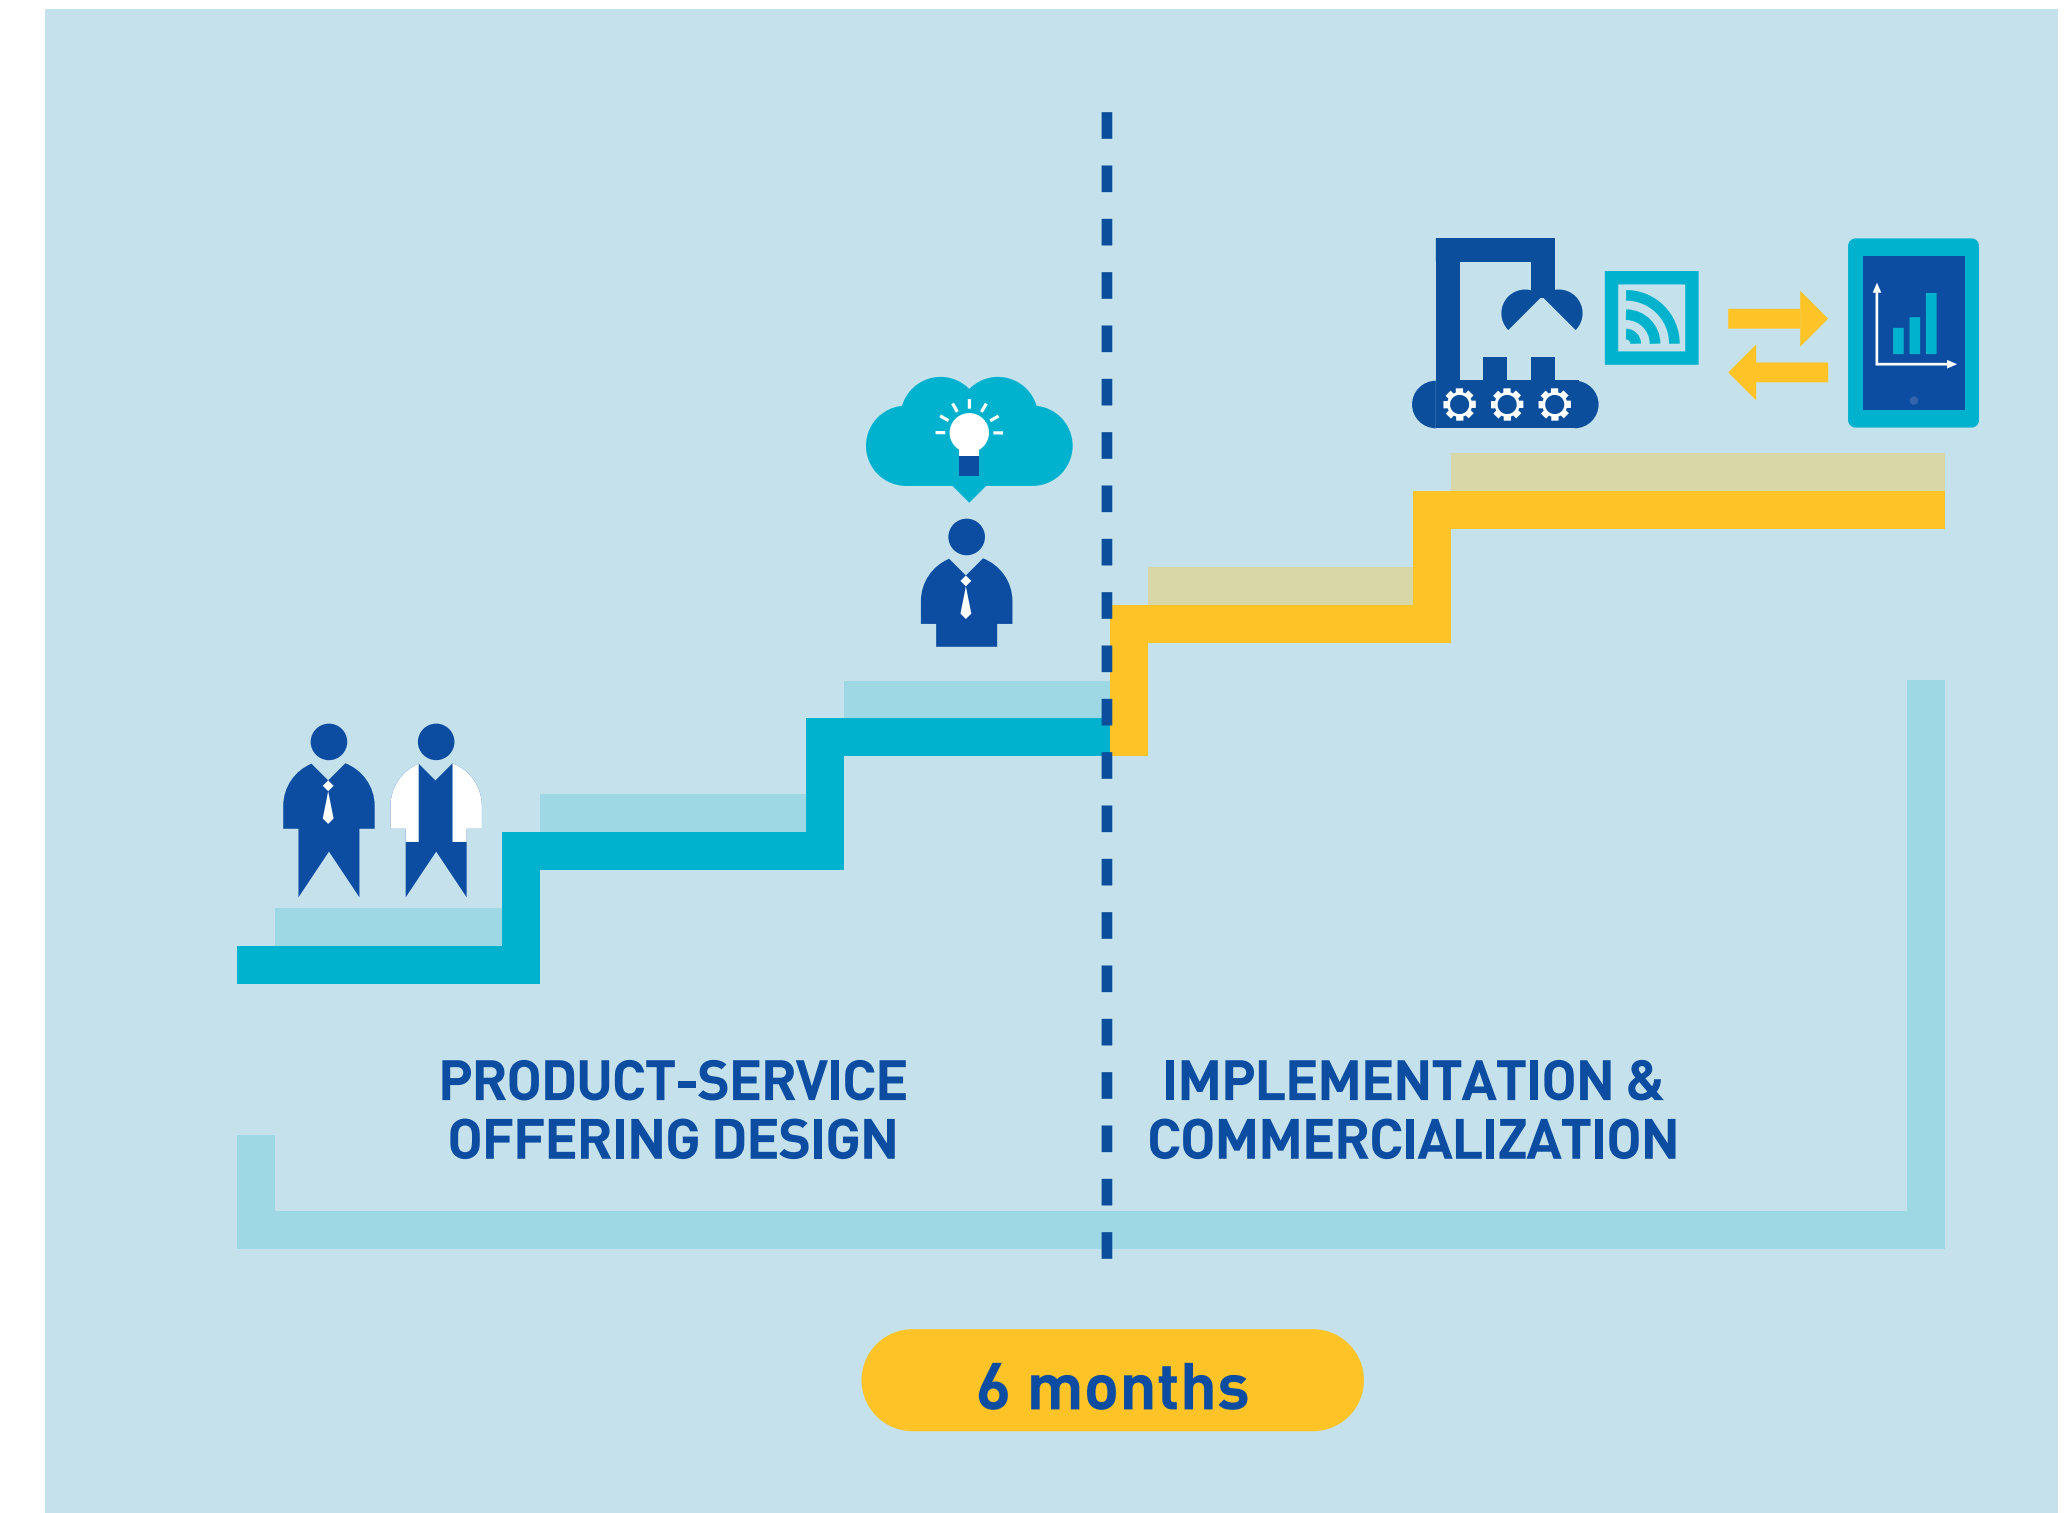 PRODUCT-SERVICE
OFFERING DESIGN
IMPLEMENTATION &
COMMERCIALIZATION
6 months